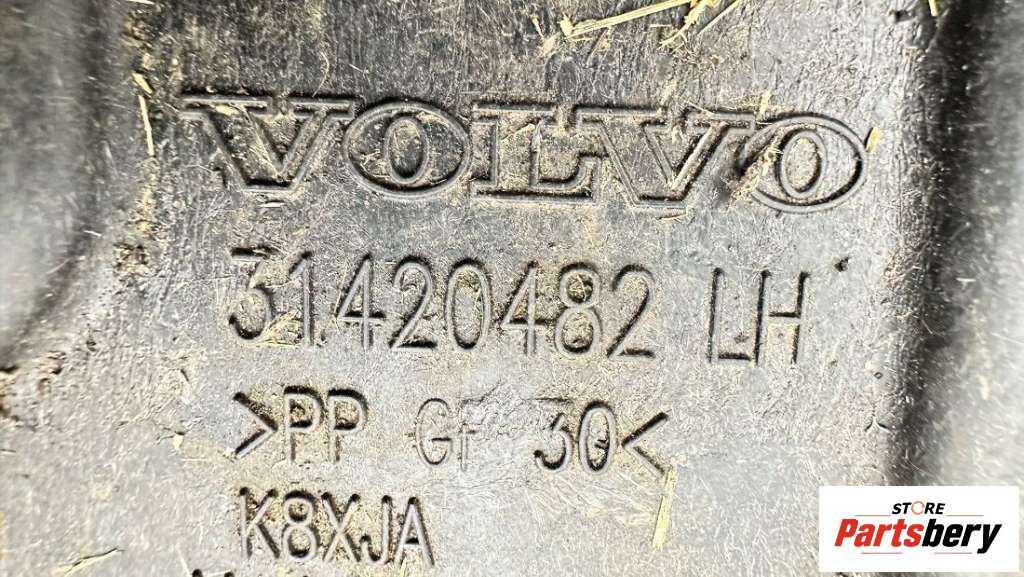 VOLVO
31420482 LH
>PP GF 30<
K8XJA
STORE
Partsbery